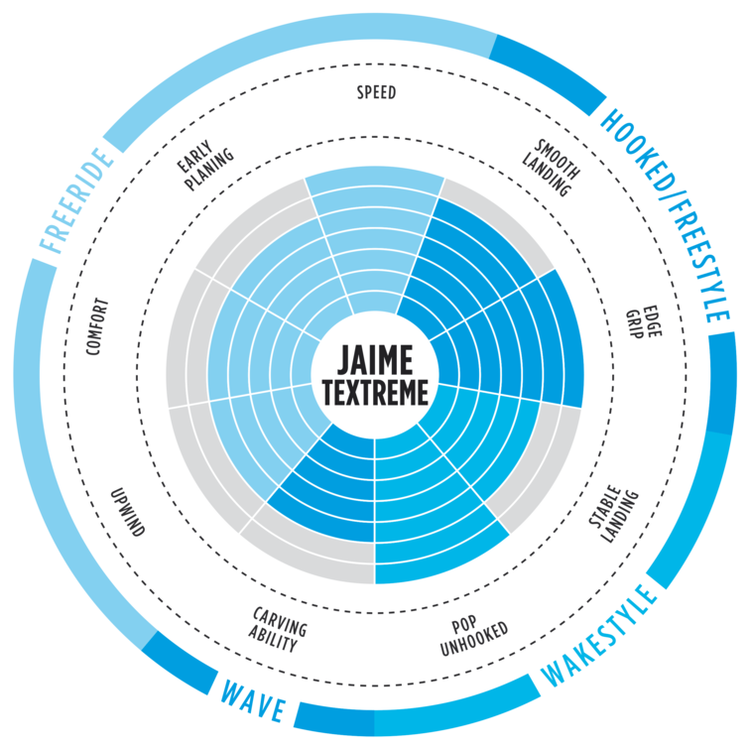 SPEED
SMOOTH
LANDING
EDGE
GRIP
STABLE
LANDING
POP
UNHOOKED
CARVING
ABILITY
UPWIND
COMFORT
EARLY
PLANING
FREERIDE
HOOKED/FREESTYLE
WAKESTYLE
WAVE
JAIME
TEXTREME